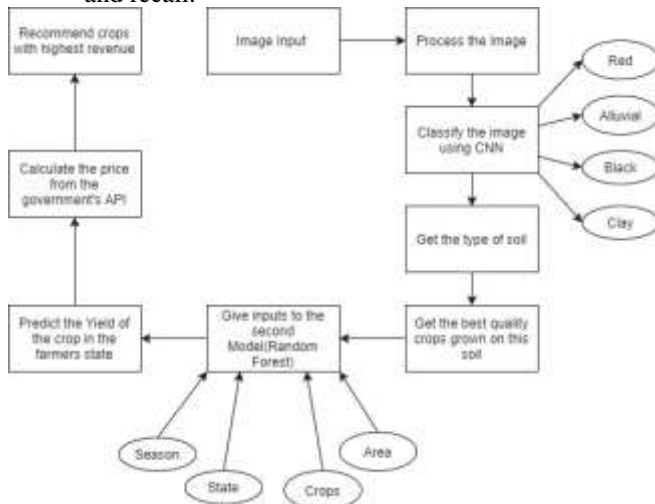 and recall.
Recommend crops
with highest revenue
Image Input
Process the Image
Red
Alluvial
Black
Clay
Classify the image
using CNN
Calculate the price
from the
government's API
Get the type of soil
Predict the Yield of
the crop in the
farmers state
Give inputs to the
second
Model(Random
Forest)
Get the best quality
crops grown on this
soil
Season
State
Crops
Area